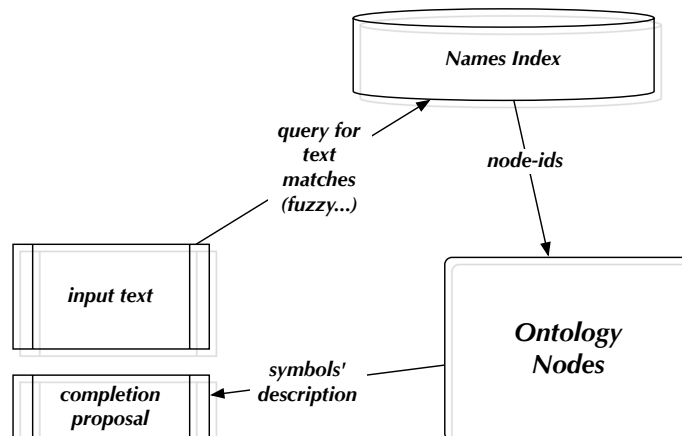 Names Index
query for
text
matches
(fuzzy...)
node-ids
input text
Ontology
Nodes
symbols'
description
completion
proposal